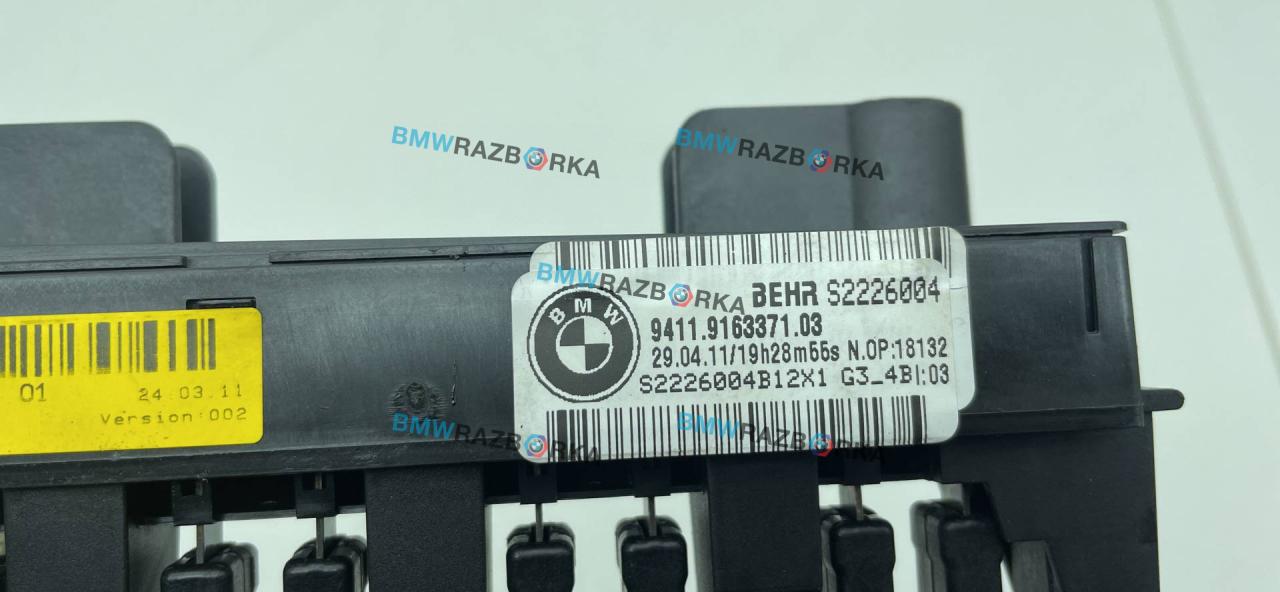 BMWRAZBORKA
BMWRAZBORKA
BMWRAZBORKA
BEHR S2226004
BMW
9411.9163371.03
29.04.11/19h28m55s N.OP:18132
S2226004B12X1 G3_4BI:03
01
24.03.11
Version:002
BMWRAZBORKA
BMWRAZBORKA